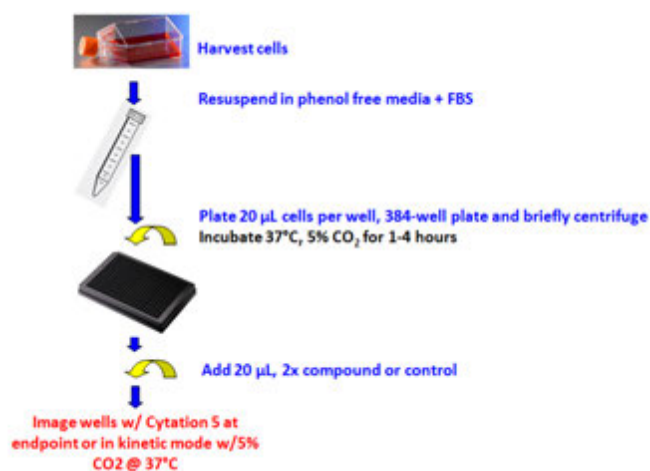 Harvest cells
Resuspend in phenol free media + FBS
Plate 20 µL cells per well, 384-well plate and briefly centrifuge
Incubate 37°C, 5% CO₂ for 1-4 hours
Add 20 µL, 2x compound or control
Image wells w/ Cytation 5 at
endpoint or in kinetic mode w/5%
CO2 @ 37°C